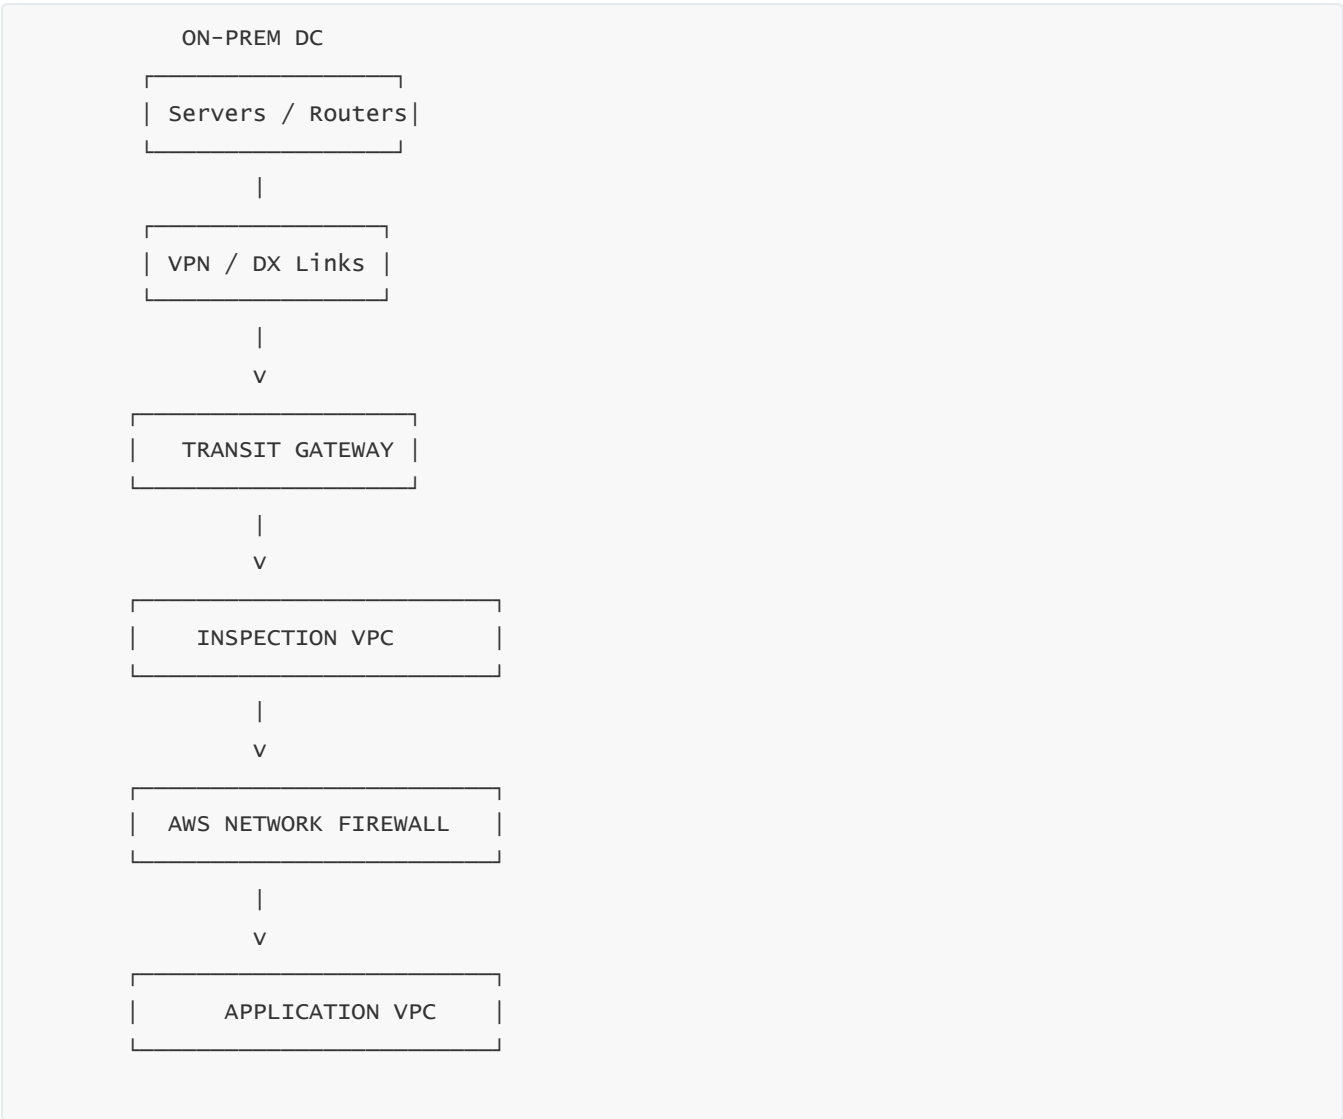 ON-PREM DC
Servers / Routers
VPN / DX Links
v
TRANSIT GATEWAY
v
INSPECTION VPC
v
AWS NETWORK FIREWALL
v
APPLICATION VPC